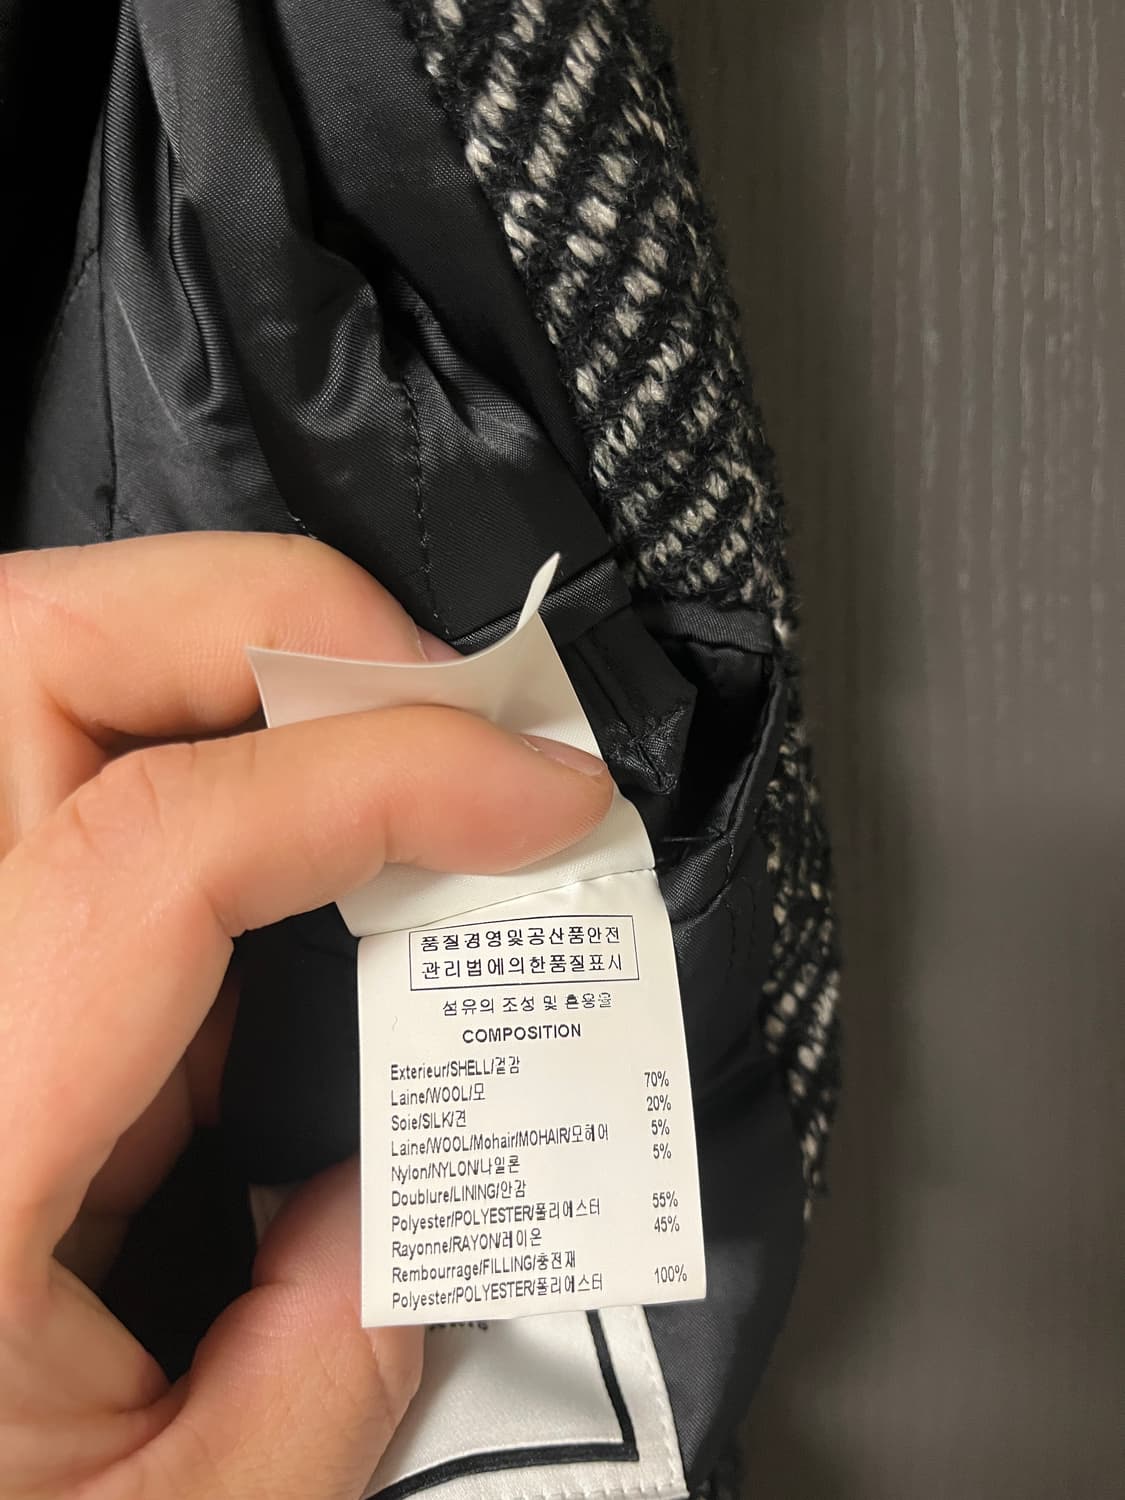 품질경영및공산품안전
관리법에의한품질표시
섬유의 조성 및 혼용율
COMPOSITION
Exterieur/SHELL/겉감
Laine/WOOL/모 70%
Soie/SILK/견 20%
Laine/WOOL/Mohair/MOHAIR/모헤어 5%
Nylon/NYLON/나일론 5%
Doublure/LINING/안감
Polyester/POLYESTER/폴리에스터 55%
Rayonne/RAYON/레이온 45%
Rembourrage/FILLING/충전재
Polyester/POLYESTER/폴리에스터 100%